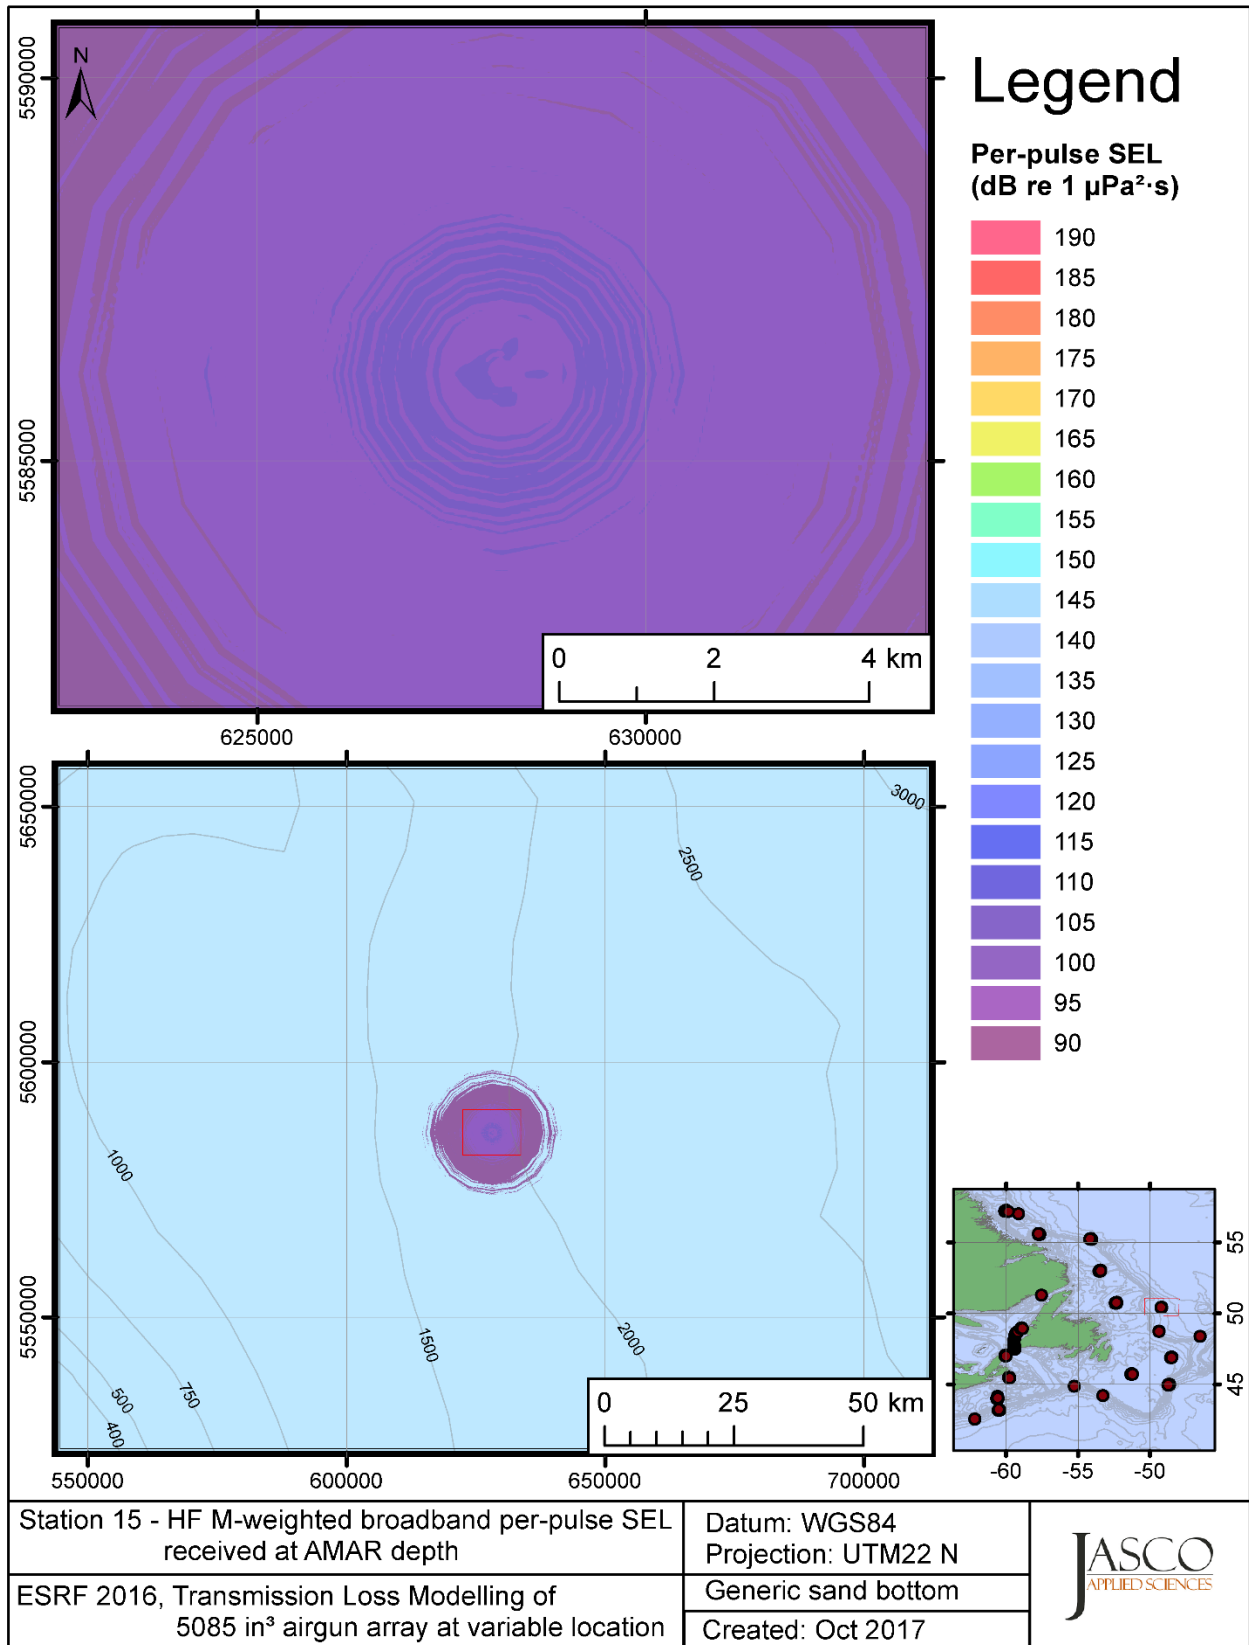 N
5590000
5585000
0 2 4 km
625000 630000
Legend
Per-pulse SEL
(dB re 1 µPa²·s)
190
185
180
175
170
165
160
155
150
145
140
135
130
125
120
115
110
105
100
95
90
5650000
5600000
5550000
3000
2500
1000
1500
2000
750
500
400
0 25 50 km
550000 600000 650000 700000
55
50
45
-60 -55 -50
Station 15 - HF M-weighted broadband per-pulse SEL
received at AMAR depth
ESRF 2016, Transmission Loss Modelling of
5085 in³ airgun array at variable location
Datum: WGS84
Projection: UTM22 N
Generic sand bottom
Created: Oct 2017
JASCO
APPLIED SCIENCES